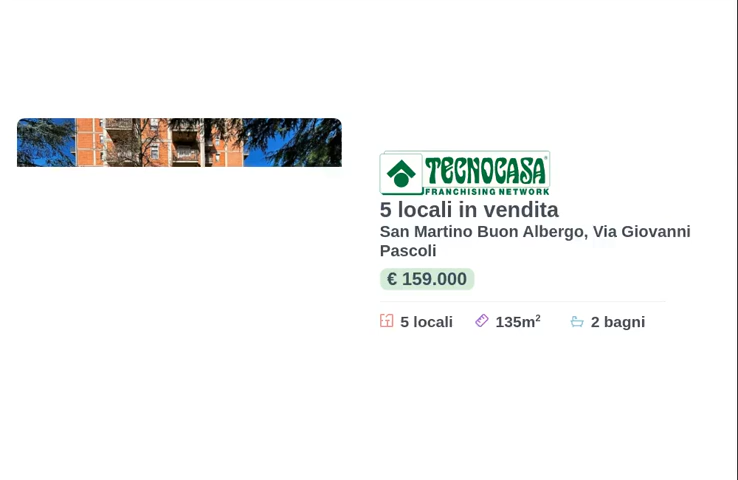 TECNOCASA
FRANCHISING NETWORK
5 locali in vendita
San Martino Buon Albergo, Via Giovanni
Pascoli
€ 159.000
5 locali 135m² 2 bagni